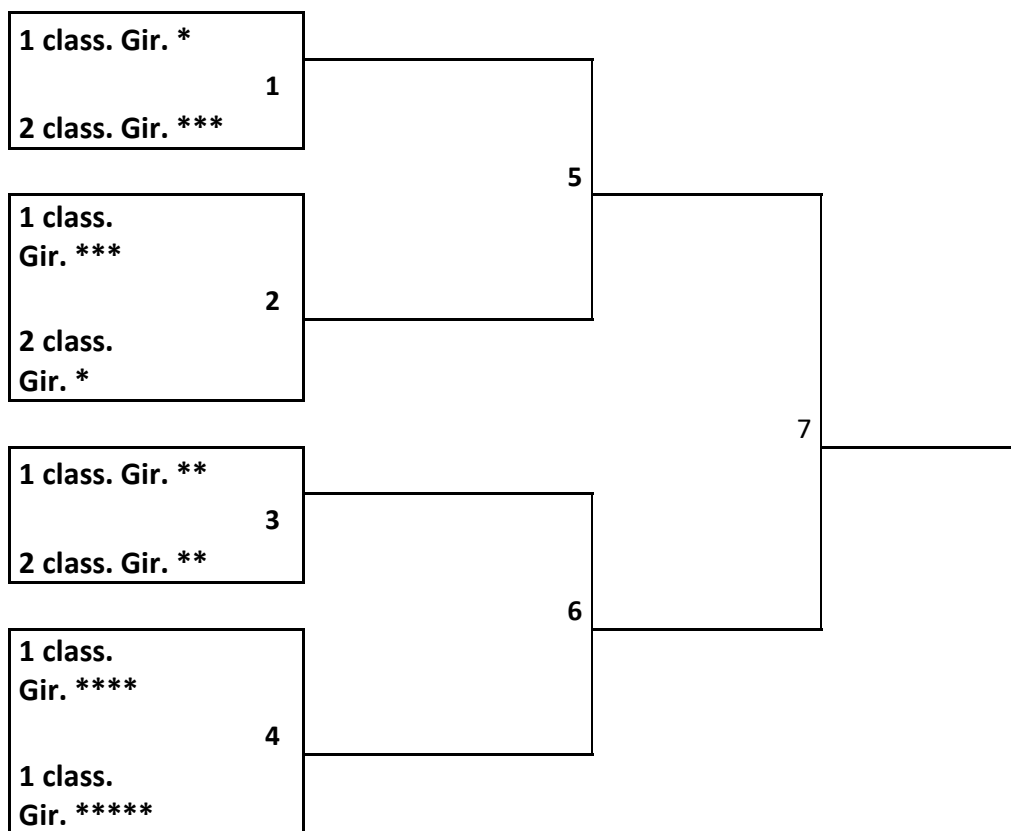 1 class. Gir. *
1
2 class. Gir. ***
5
1 class.
Gir. ***
2
2 class.
Gir. *
7
1 class. Gir. **
3
2 class. Gir. **
6
1 class.
Gir. ****
4
1 class.
Gir. *****